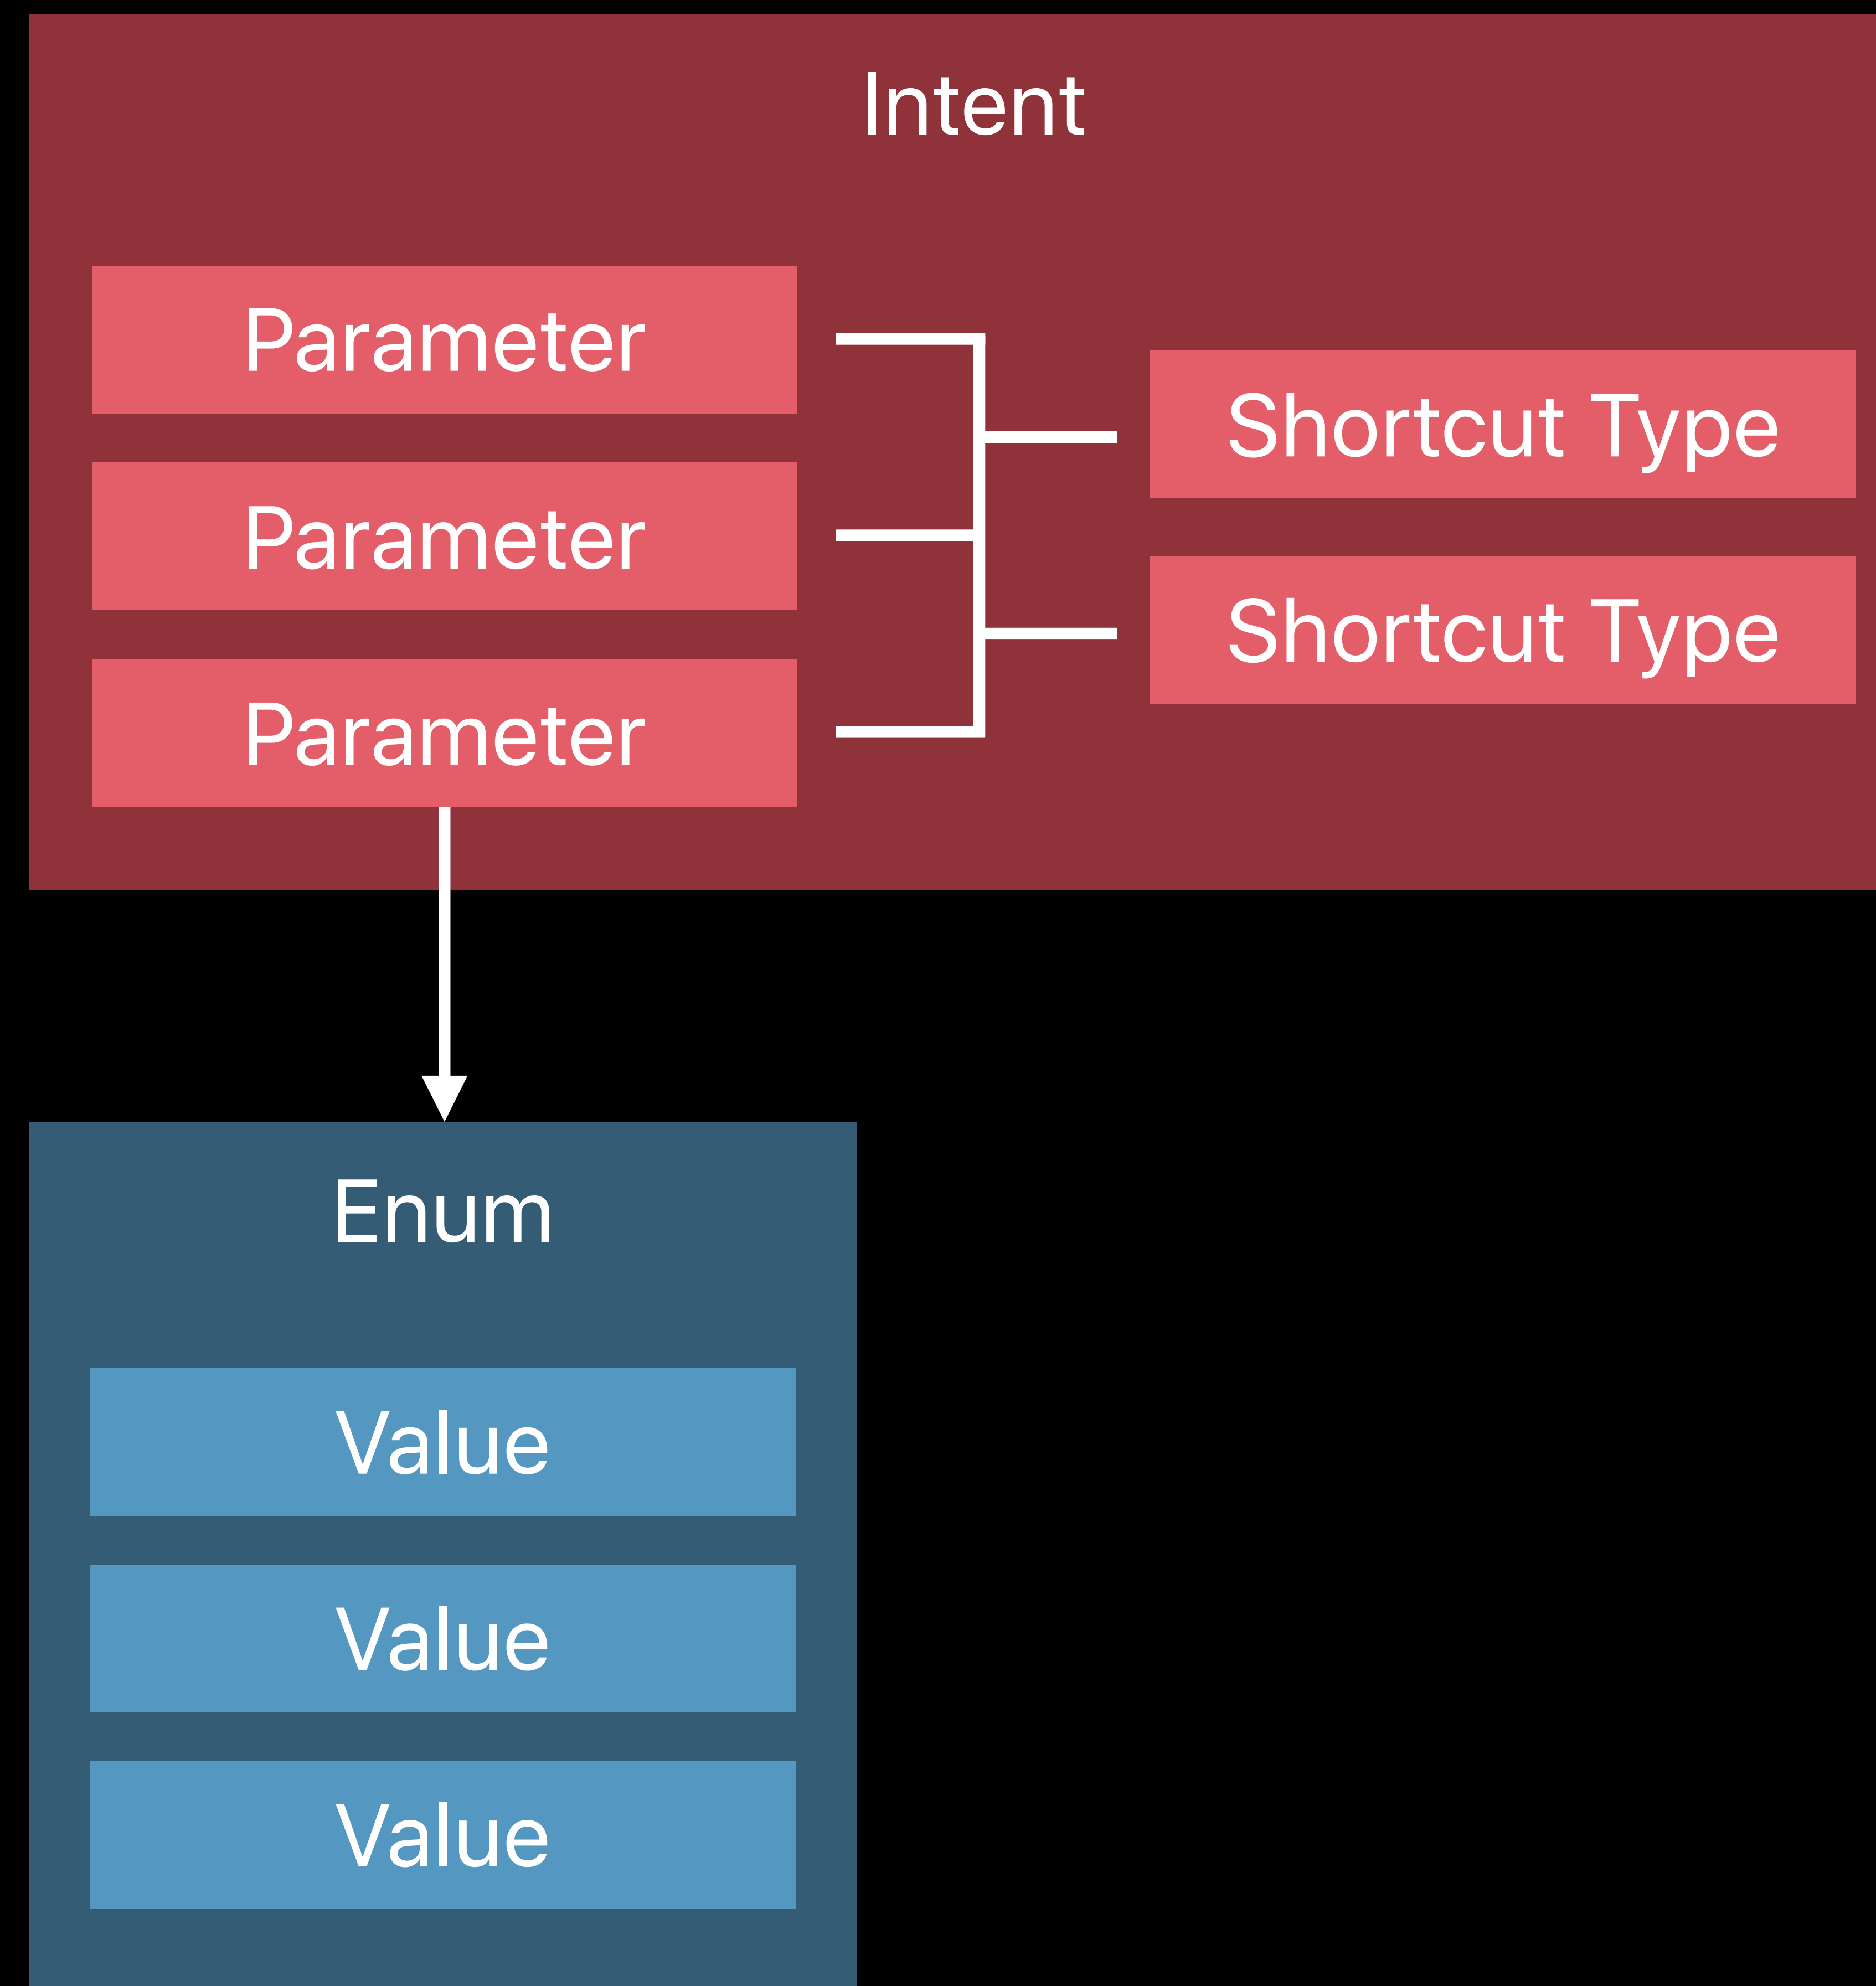 Intent
Parameter
Parameter
Parameter
Shortcut Type
Shortcut Type
Enum
Value
Value
Value